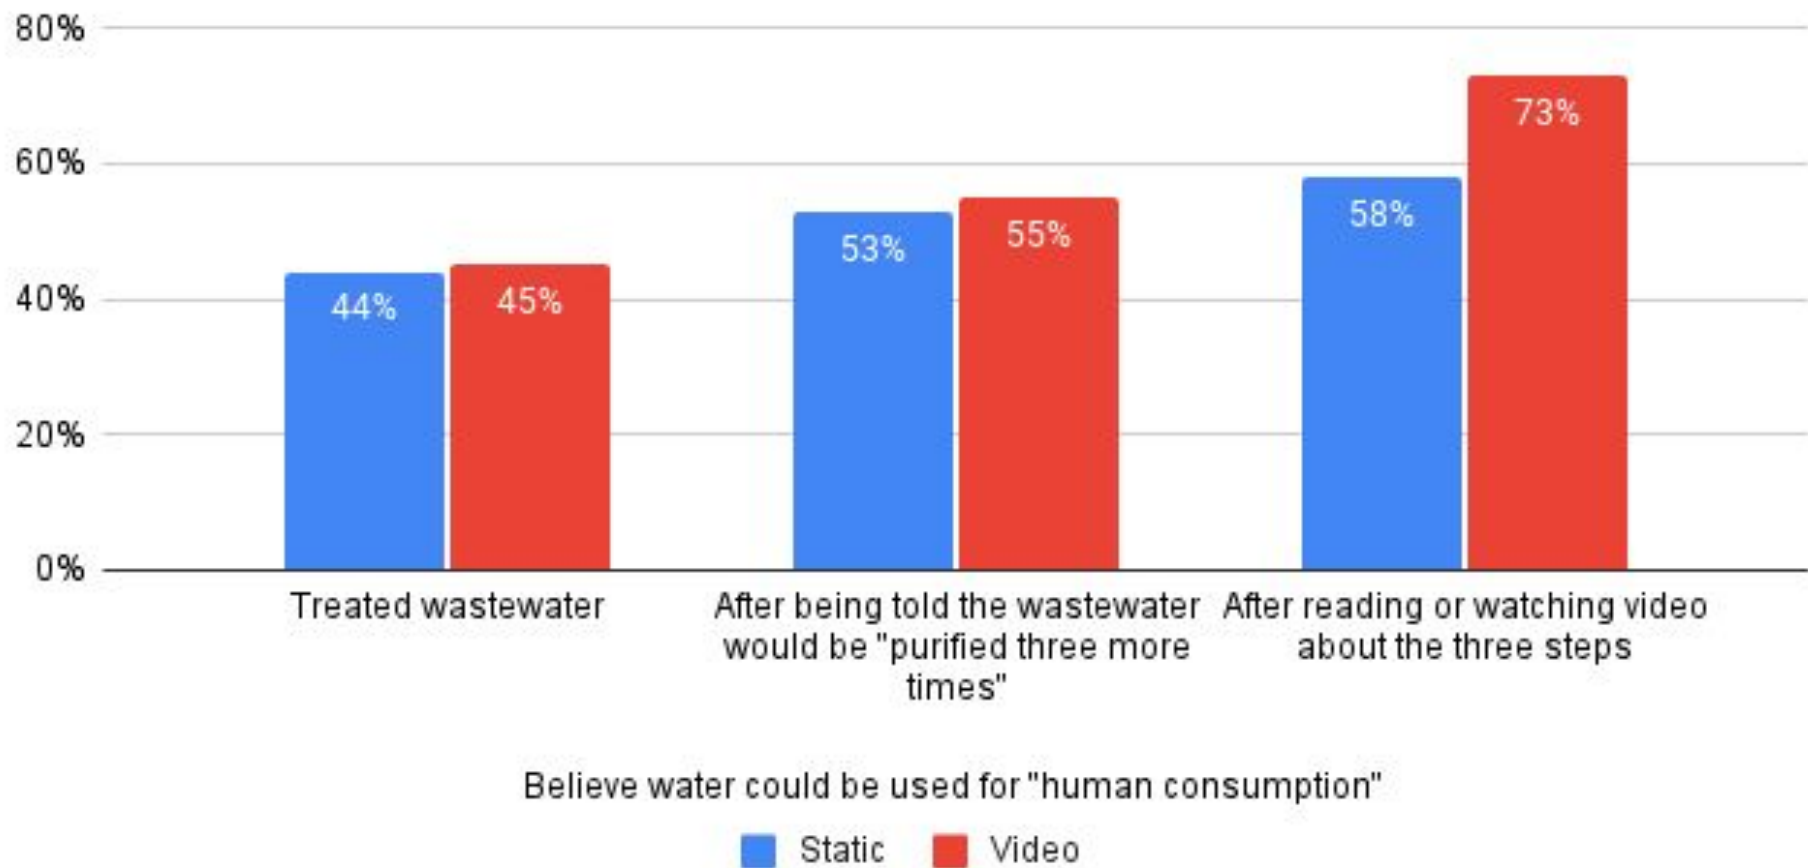 80%
60%
40%
20%
0%
44%
45%
53%
55%
58%
73%
Treated wastewater
After being told the wastewater
would be "purified three more
times"
After reading or watching video
about the three steps
Believe water could be used for "human consumption"
Static
Video